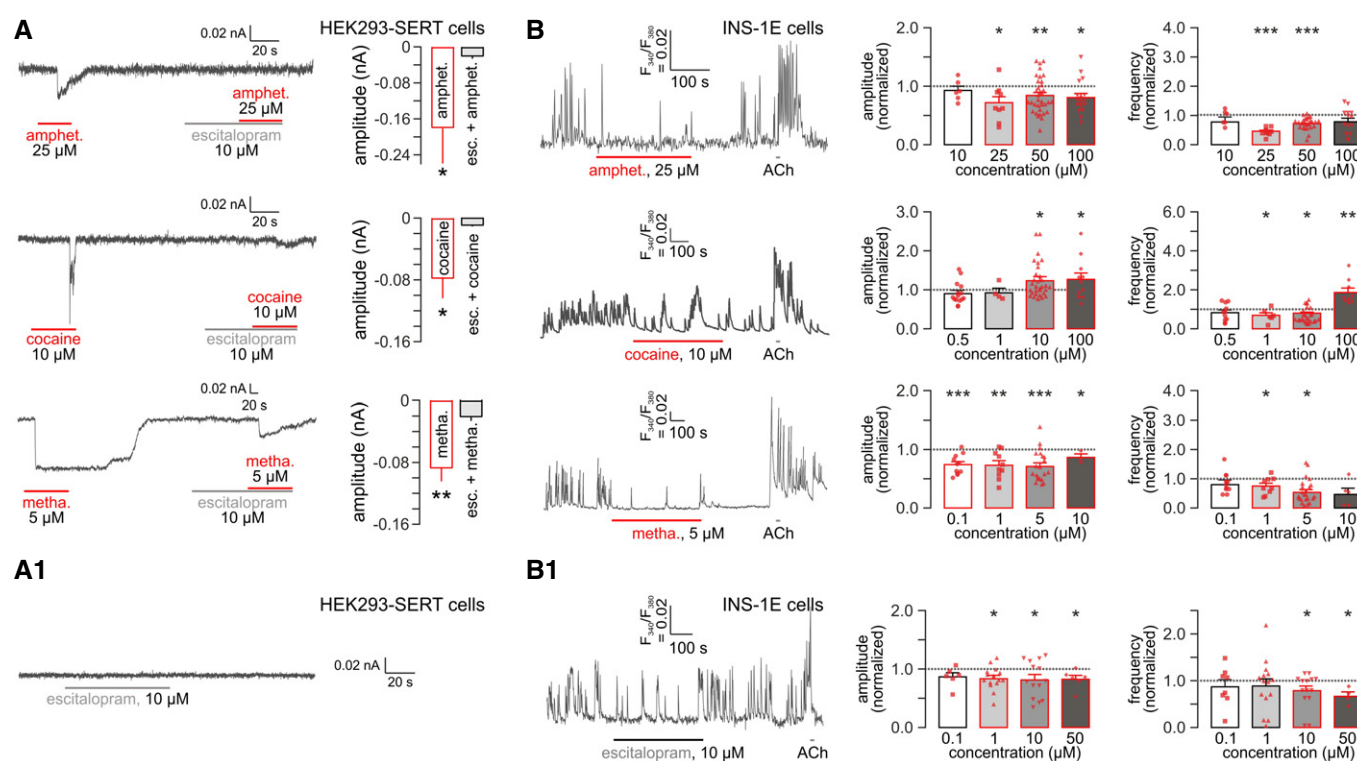 A
HEK293-SERT cells
0.02 nA
20 s
amphet.
25 µM
escitalopram
10 µM
amphet.
25 µM
amplitude (nA)
0
-0.08
-0.16
-0.24
amphet.
esc. + amphet.
*
0.02 nA
20 s
cocaine
10 µM
escitalopram
10 µM
cocaine
10 µM
amplitude (nA)
0
-0.08
-0.16
cocaine
esc. + cocaine
*
0.02 nA
20 s
metha.
5 µM
escitalopram
10 µM
metha.
5 µM
amplitude (nA)
0
-0.08
-0.16
metha.
esc. + metha.
**
A1
HEK293-SERT cells
0.02 nA
20 s
escitalopram, 10 µM
B
INS-1E cells
F340/F380
= 0.02
100 s
amphet., 25 µM
ACh
amplitude
(normalized)
2.0
1.0
0.0
* ** *
10 25 50 100
concentration (µM)
frequency
(normalized)
4.0
3.0
2.0
1.0
0.0
*** ***
10 25 50 100
concentration (µM)
F340/F380
= 0.02
100 s
cocaine, 10 µM
ACh
amplitude
(normalized)
3.0
2.0
1.0
0.0
* *
0.5 1 10 100
concentration (µM)
frequency
(normalized)
6.0
4.0
2.0
0.0
* * **
0.5 1 10 100
concentration (µM)
F340/F380
= 0.02
100 s
metha., 5 µM
ACh
amplitude
(normalized)
2.0
1.0
0.0
*** ** *** *
0.1 1 5 10
concentration (µM)
frequency
(normalized)
4.0
3.0
2.0
1.0
0.0
* *
0.1 1 5 10
concentration (µM)
B1
INS-1E cells
F340/F380
= 0.02
100 s
escitalopram, 10 µM
ACh
amplitude
(normalized)
2.0
1.0
0.0
* * *
0.1 1 10 50
concentration (µM)
frequency
(normalized)
2.0
1.0
0.0
* *
0.1 1 10 50
concentration (µM)